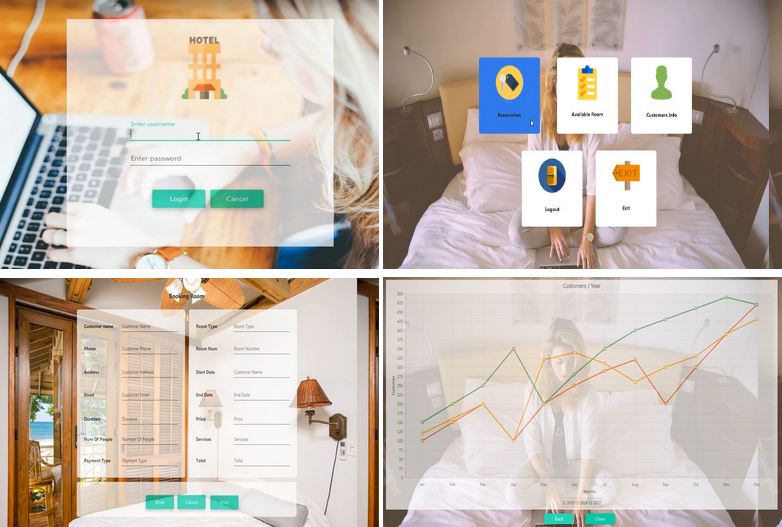 HOTEL
Enter username
Enter password
Login Cancel
Reservation
Available Room
Customers Info
EXIT
Logout
Exit
Booking Room
Customer name Customer Name Room Type Room Type
Phone Customer Phone Room Num Room Number
Address Customer Address Start Date Customer Name
Email Customer Email End Date End Date
Duration Duration Price Price
Num Of People Number Of People Services Services
Payment Type Payment Type Total Total
Book Cancel Print
Customers / Year
500
475
450
425
400
375
350
325
300
275
250
225
200
175
150
125
100
75
50
25
0
Customers
Jan Feb Mar Apr May Jun Jul Aug Sep Oct Nov Dec
Months
2015 2016 2017
Back Close